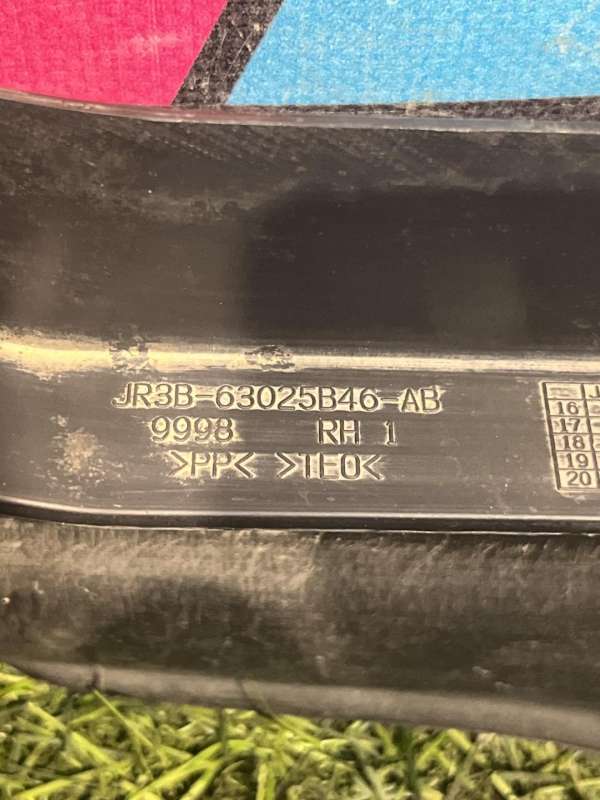 JR3B-63025B46-AB
9998 RH 1
>PP< >TEO<
J
16
17
18
19
20